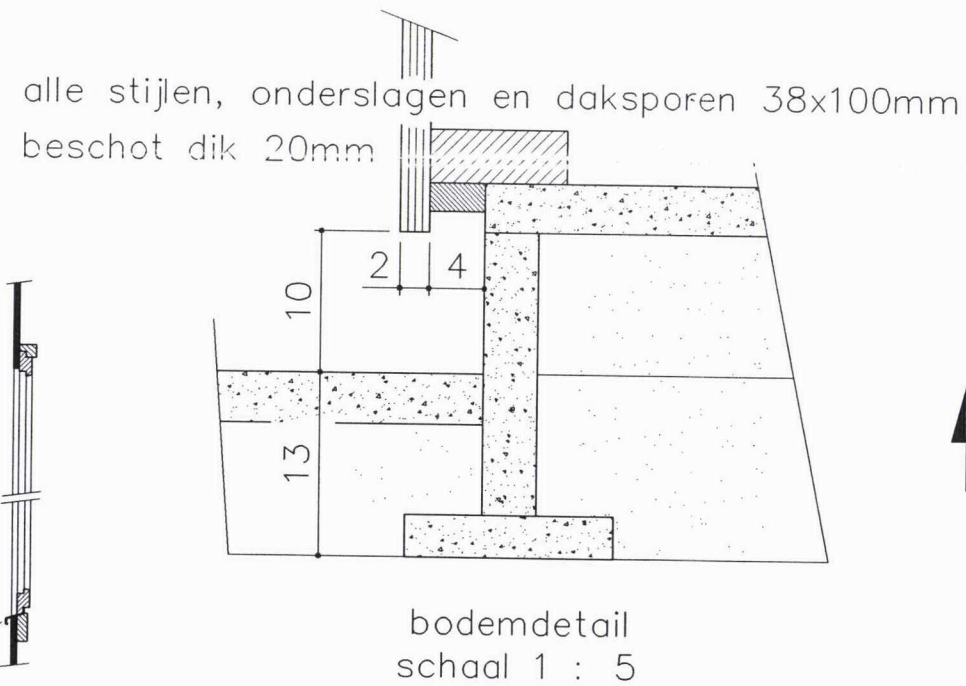 alle stijlen, onderslagen en daksporen 38x100mm
beschot dik 20mm
2 4
10
13
bodemdetail
schaal 1 : 5